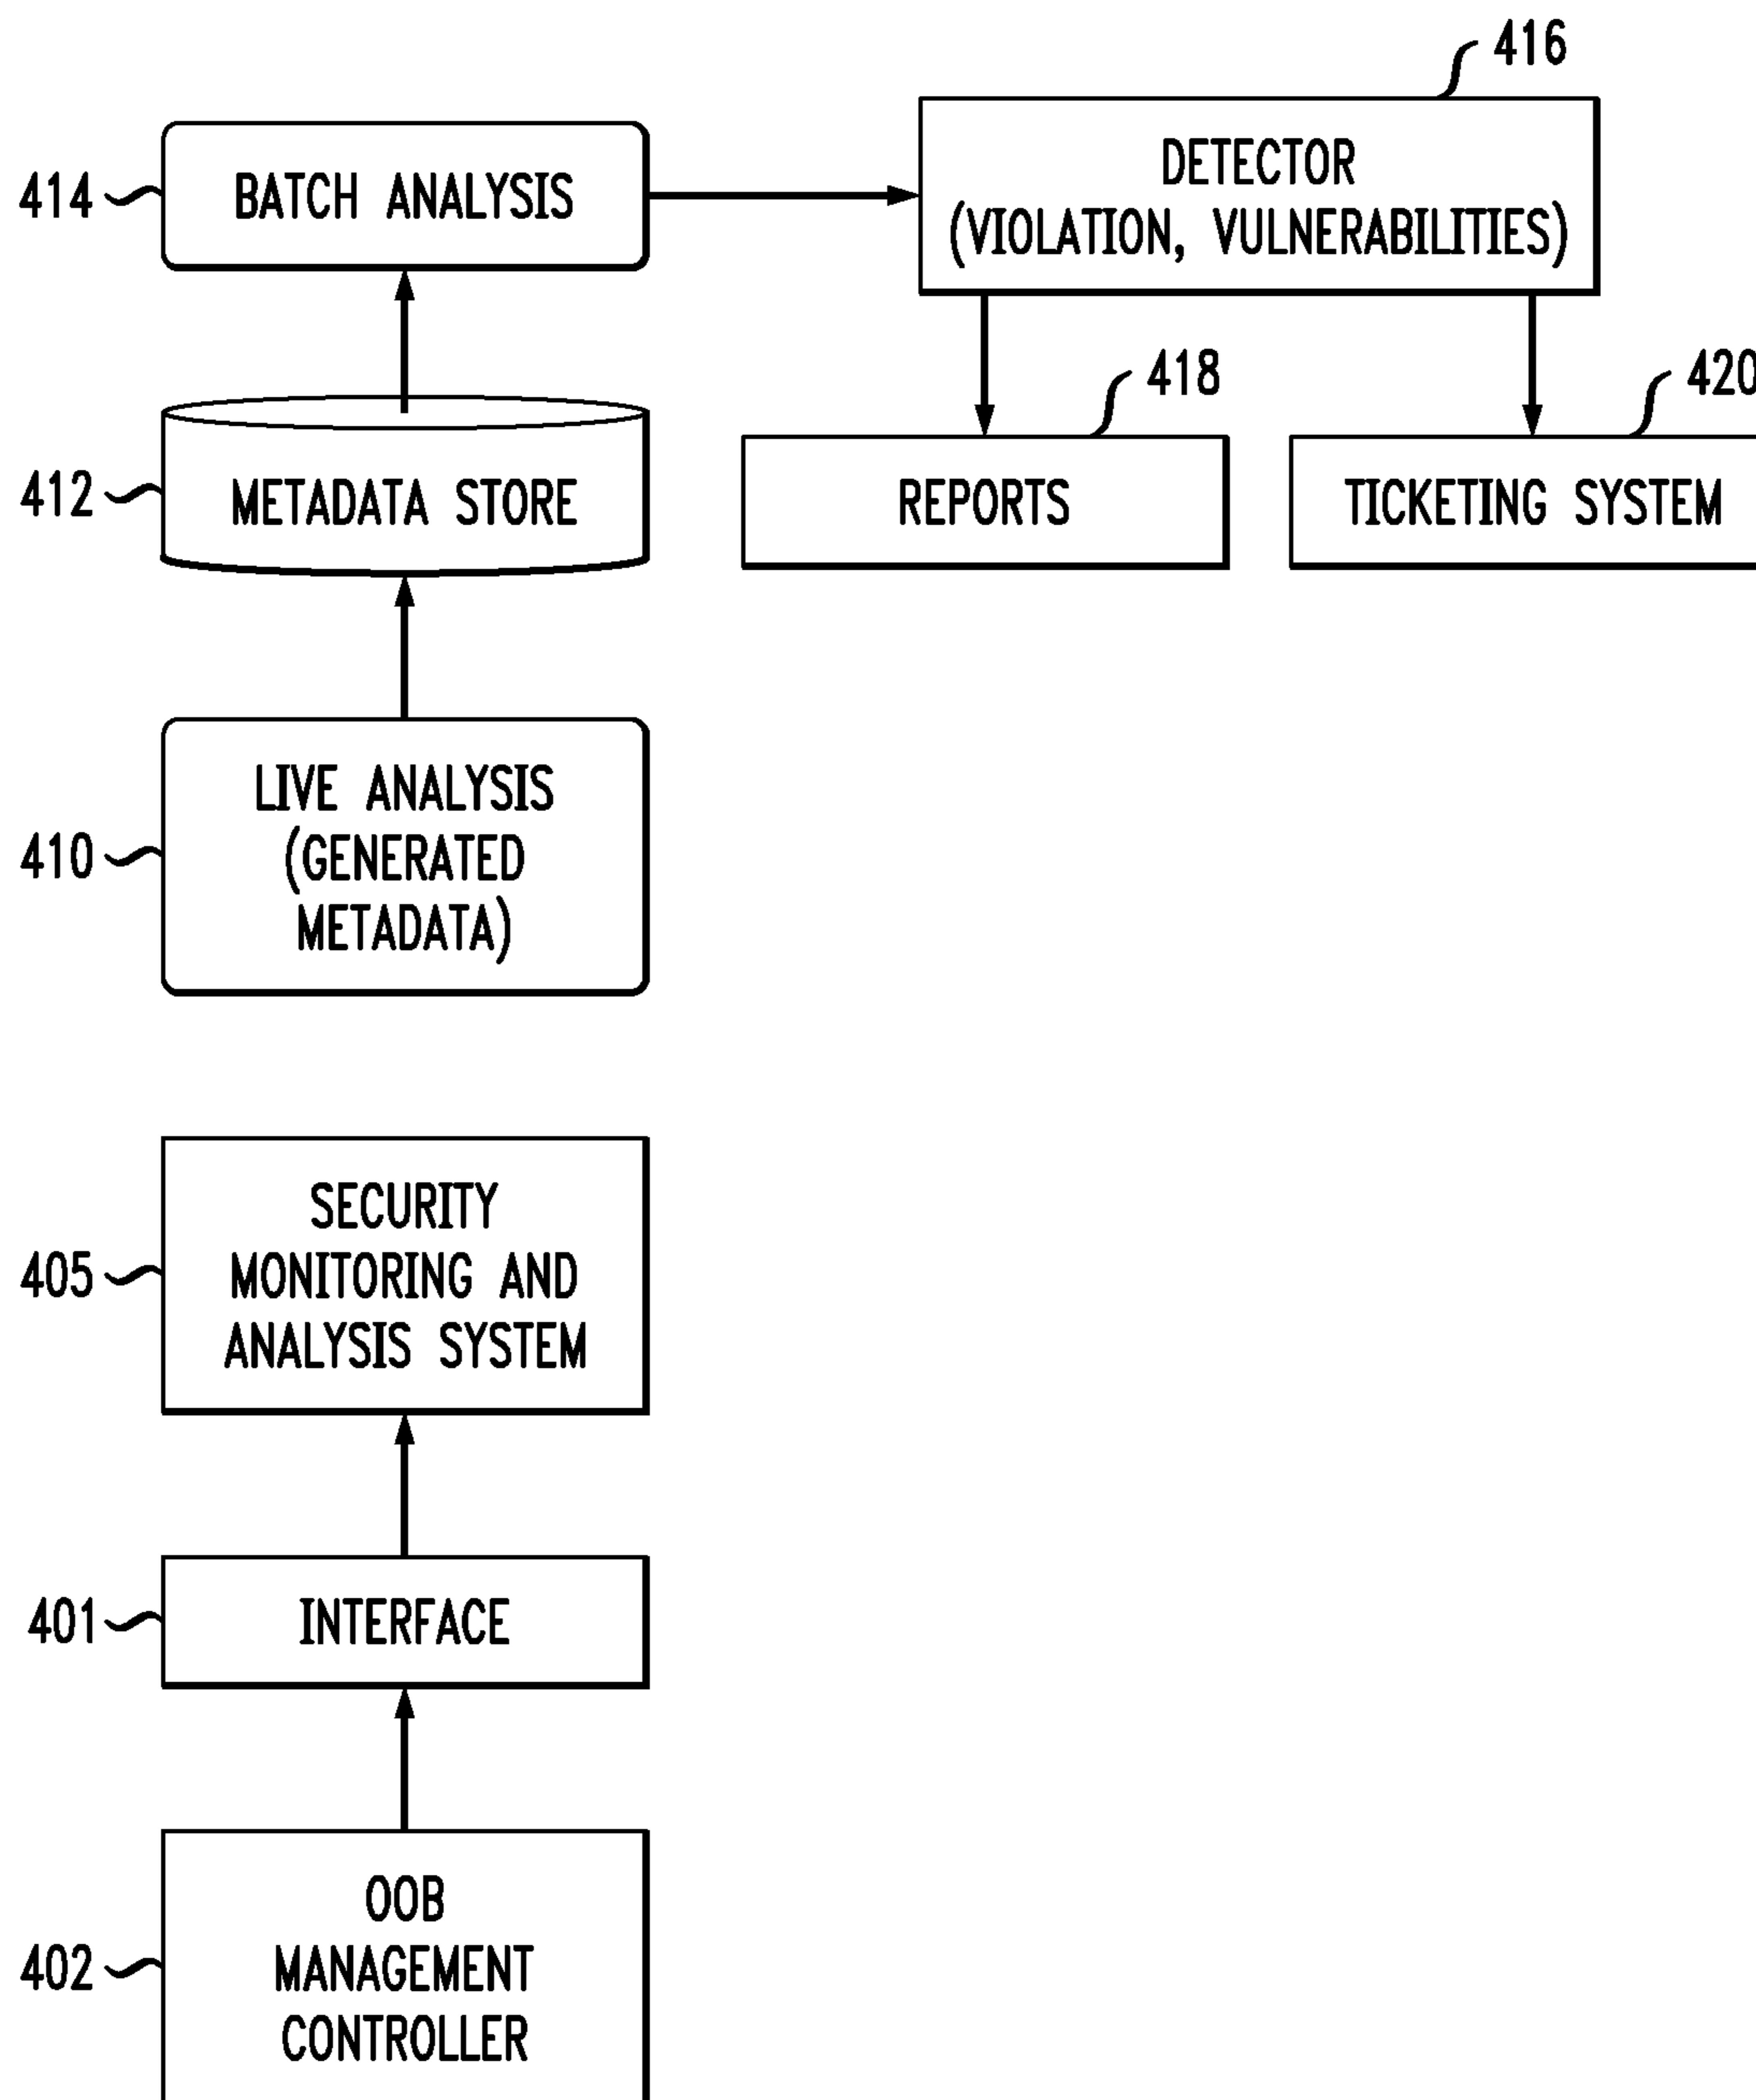 416
414
BATCH ANALYSIS
DETECTOR
(VIOLATION, VULNERABILITIES)
418
420
412
METADATA STORE
REPORTS
TICKETING SYSTEM
410
LIVE ANALYSIS
(GENERATED
METADATA)
405
SECURITY
MONITORING AND
ANALYSIS SYSTEM
401
INTERFACE
402
OOB
MANAGEMENT
CONTROLLER